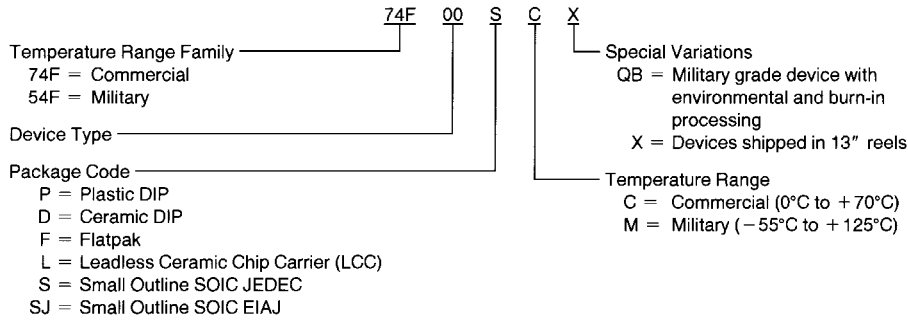 74F 00 S C X
Temperature Range Family
74F = Commercial
54F = Military
Device Type
Package Code
P = Plastic DIP
D = Ceramic DIP
F = Flatpak
L = Leadless Ceramic Chip Carrier (LCC)
S = Small Outline SOIC JEDEC
SJ = Small Outline SOIC EIAJ
Special Variations
QB = Military grade device with
environmental and burn-in
processing
X = Devices shipped in 13″ reels
Temperature Range
C = Commercial (0°C to +70°C)
M = Military (−55°C to +125°C)